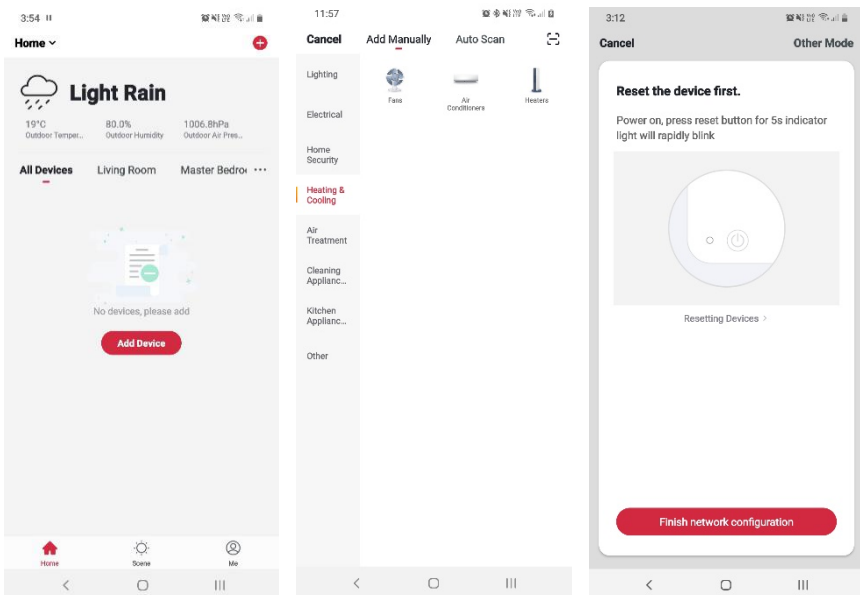 3:54
Home
Light Rain
19°C 80.0% 1006.8hPa
Outdoor Temper... Outdoor Humidity Outdoor Air Pres...
All Devices Living Room Master Bedro
No devices, please add
Add Device
Home Scene Me
11:57
Cancel Add Manually Auto Scan
Lighting
Electrical
Home
Security
Heating &
Cooling
Air
Treatment
Cleaning
Applianc...
Kitchen
Applianc...
Other
Fans Air
Conditioners Heaters
3:12
Cancel Other Mode
Reset the device first.
Power on, press reset button for 5s indicator
light will rapidly blink
Resetting Devices >
Finish network configuration